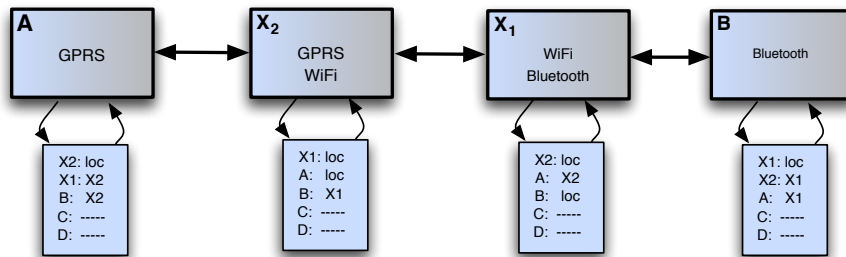 A
GPRS
X2
GPRS
WiFi
X1
WiFi
Bluetooth
B
Bluetooth
X2: loc
X1: X2
B: X2
C: -----
D: -----
X1: loc
A: loc
B: X1
C: -----
D: -----
X2: loc
A: X2
B: loc
C: -----
D: -----
X1: loc
X2: X1
A: X1
C: -----
D: -----